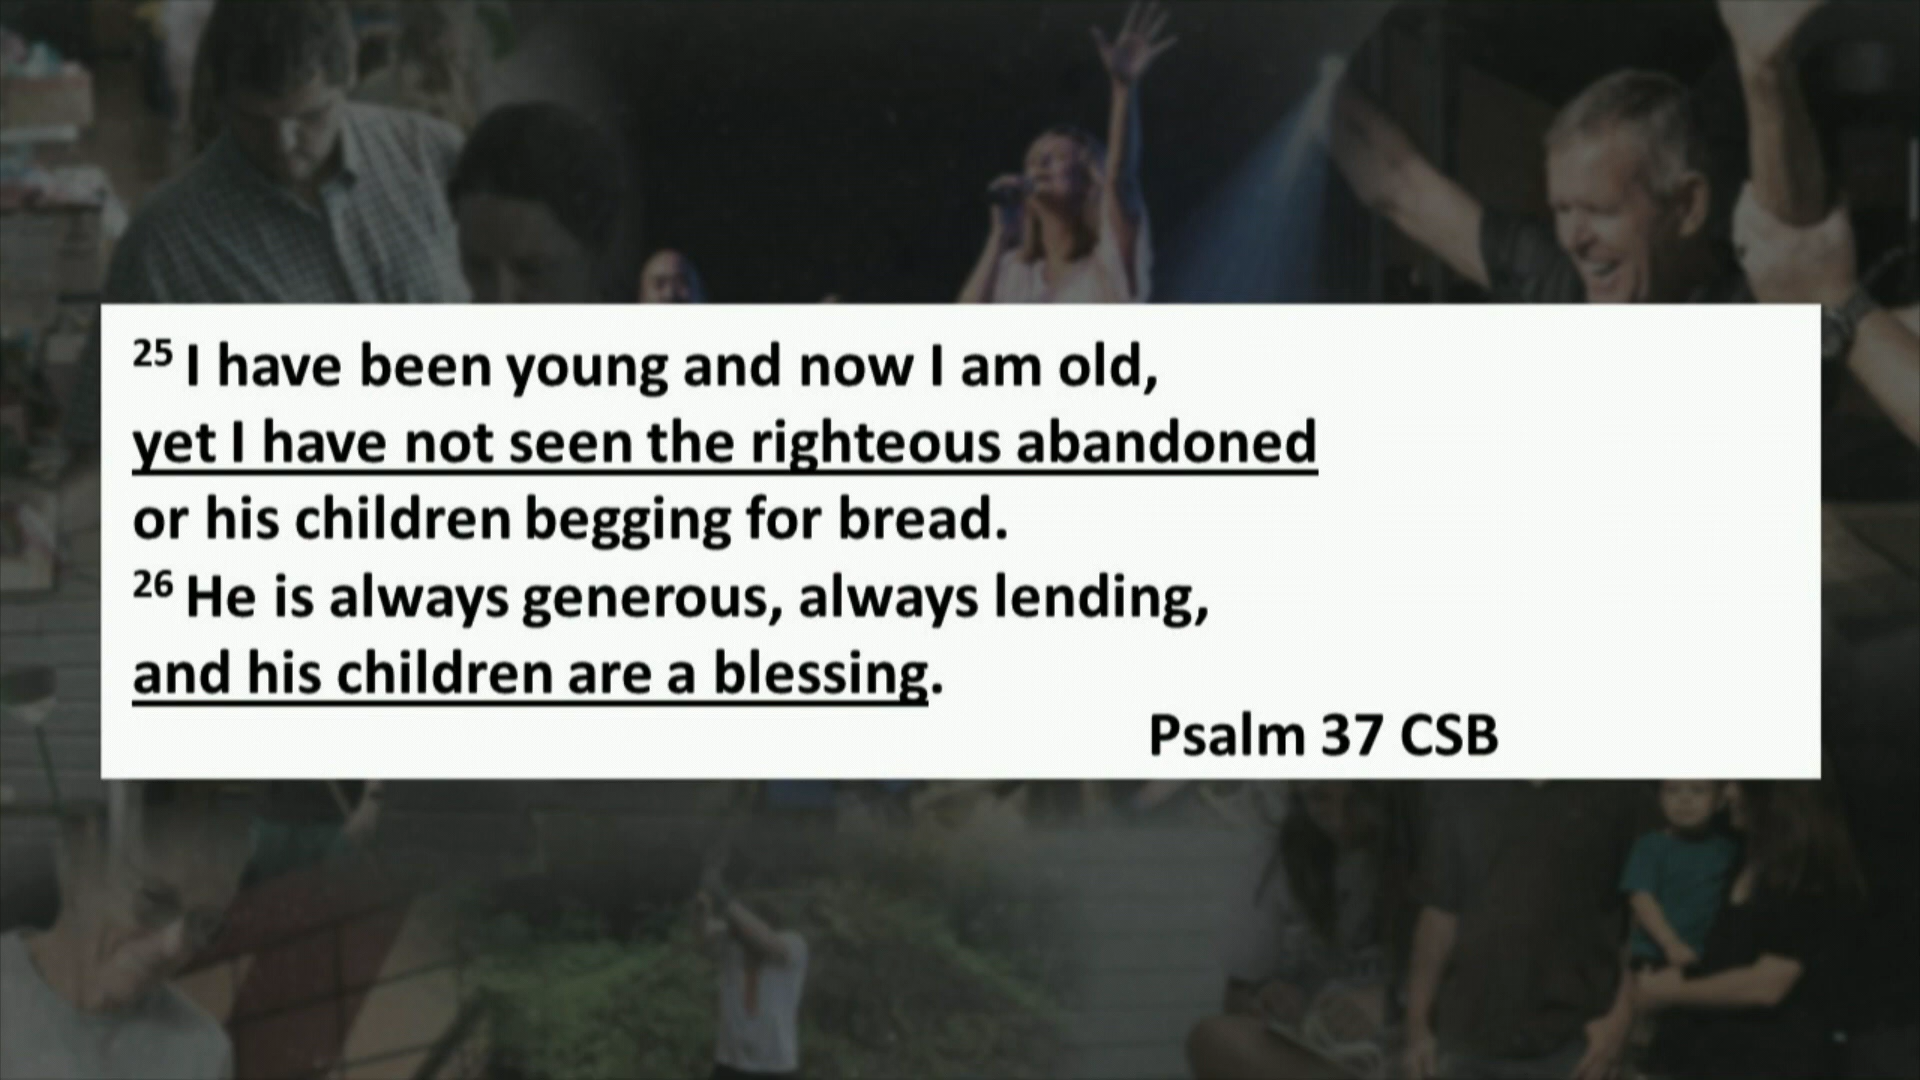 25 I have been young and now I am old,
yet I have not seen the righteous abandoned
or his children begging for bread.
26 He is always generous, always lending,
and his children are a blessing.
Psalm 37 CSB